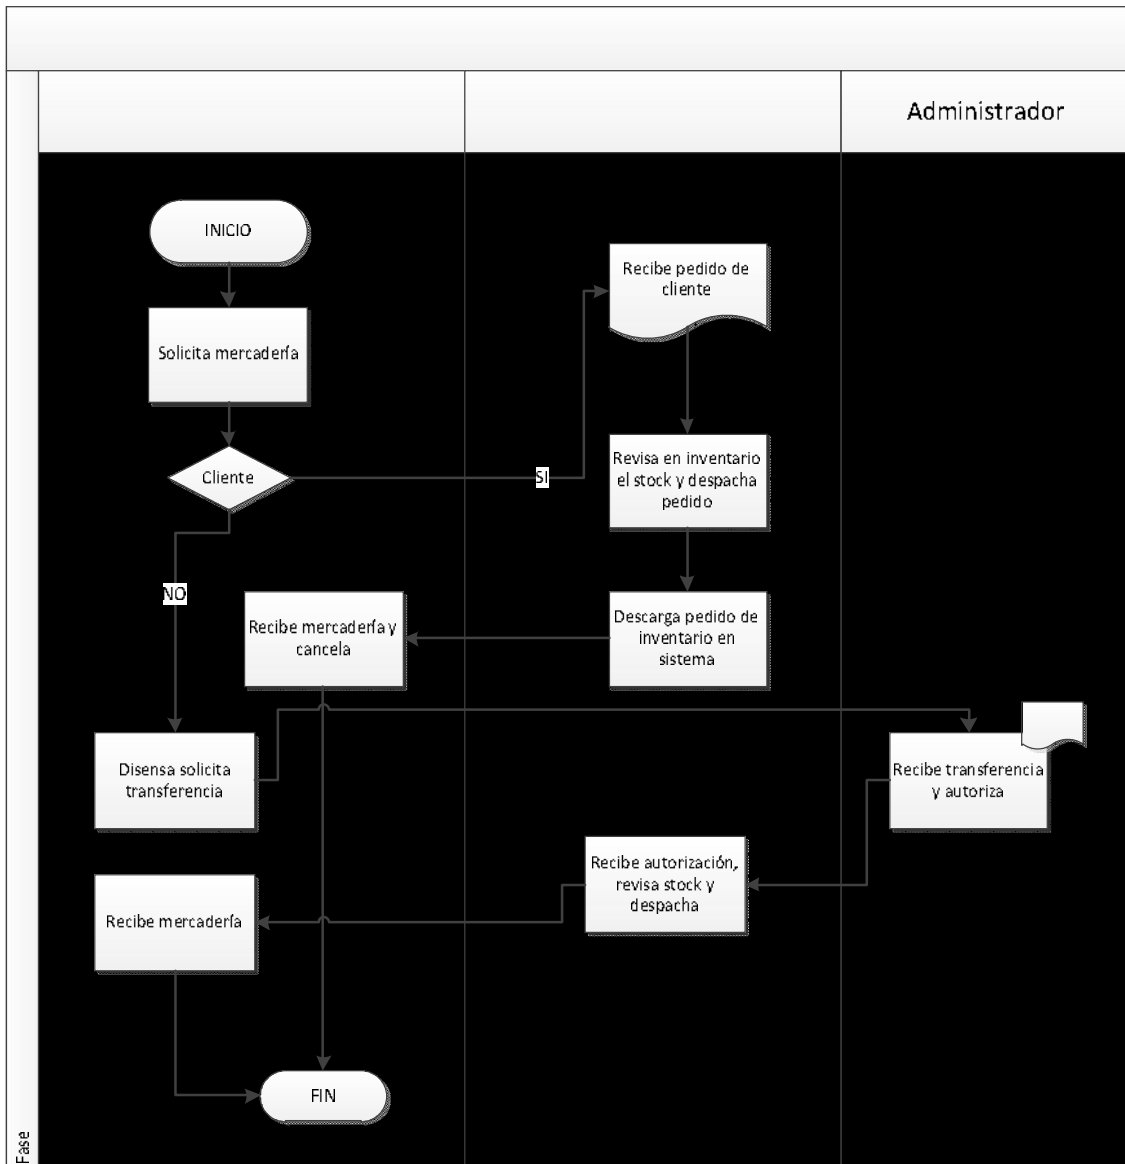 Administrador
INICIO
Recibe pedido de
cliente
Solicita mercadería
Cliente
SI
Revisa en inventario
el stock y despacha
pedido
NO
Recibe mercadería y
cancela
Descarga pedido de
inventario en
sistema
Disensa solicita
transferencia
Recibe transferencia
y autoriza
Recibe autorización,
revisa stock y
despacha
Recibe mercadería
FIN
Fase